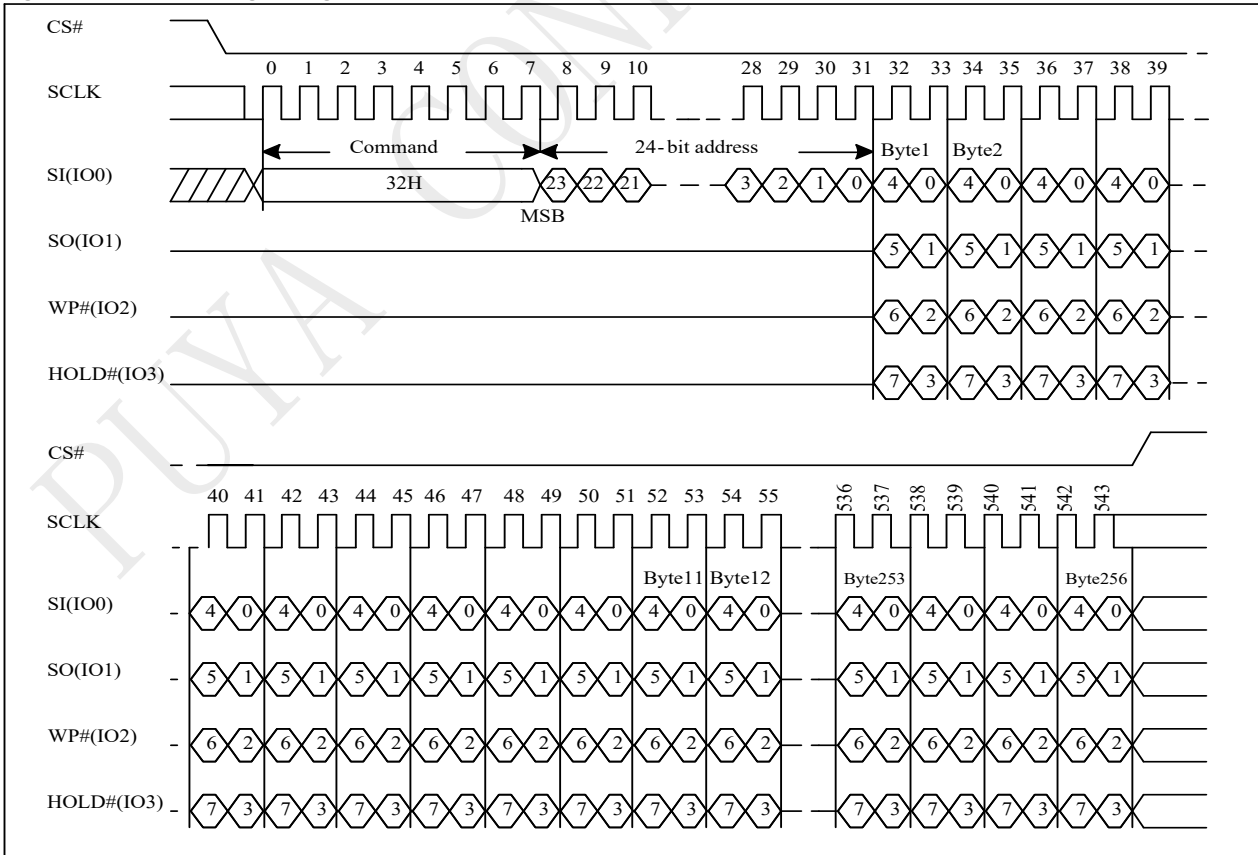 PUYA CON
CS#
0 1 2 3 4 5 6 7 8 9 10 28 29 30 31 32 33 34 35 36 37 38 39
SCLK
Command 24-bit address Byte1 Byte2
SI(IO0) 32H 23 22 21 3 2 1 0 4 0 4 0 4 0 4 0
MSB
SO(IO1) 5 1 5 1 5 1 5 1
WP#(IO2) 6 2 6 2 6 2 6 2
HOLD#(IO3) 7 3 7 3 7 3 7 3
CS#
40 41 42 43 44 45 46 47 48 49 50 51 52 53 54 55 536 537 538 539 540 541 542 543
SCLK
Byte11 Byte12 Byte253 Byte256
SI(IO0) 4 0 4 0 4 0 4 0 4 0 4 0 4 0 4 0 4 0 4 0 4 0 4 0
SO(IO1) 5 1 5 1 5 1 5 1 5 1 5 1 5 1 5 1 5 1 5 1 5 1 5 1
WP#(IO2) 6 2 6 2 6 2 6 2 6 2 6 2 6 2 6 2 6 2 6 2 6 2 6 2
HOLD#(IO3) 7 3 7 3 7 3 7 3 7 3 7 3 7 3 7 3 7 3 7 3 7 3 7 3